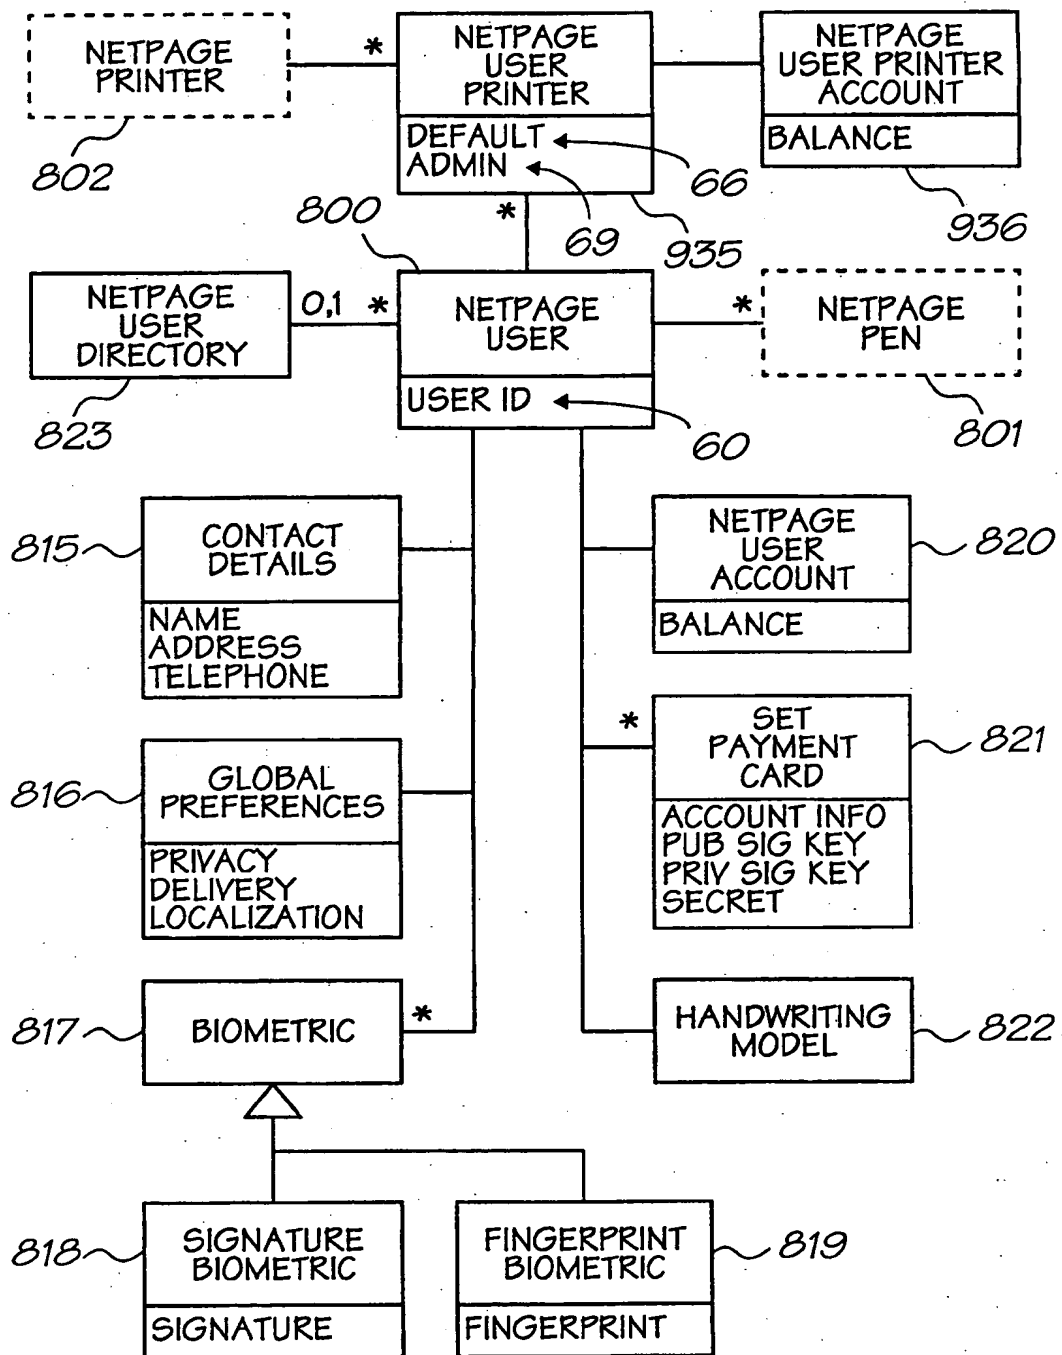 NETPAGE
PRINTER
802
*
NETPAGE
USER
PRINTER
DEFAULT
ADMIN
66
69
935
NETPAGE
USER PRINTER
ACCOUNT
BALANCE
936
*
800
NETPAGE
USER
DIRECTORY
823
0,1
*
NETPAGE
USER
USER ID
60
*
NETPAGE
PEN
801
815
CONTACT
DETAILS
NAME
ADDRESS
TELEPHONE
NETPAGE
USER
ACCOUNT
BALANCE
820
816
GLOBAL
PREFERENCES
PRIVACY
DELIVERY
LOCALIZATION
*
SET
PAYMENT
CARD
ACCOUNT INFO
PUB SIG KEY
PRIV SIG KEY
SECRET
821
817
BIOMETRIC
*
HANDWRITING
MODEL
822
818
SIGNATURE
BIOMETRIC
SIGNATURE
FINGERPRINT
BIOMETRIC
FINGERPRINT
819